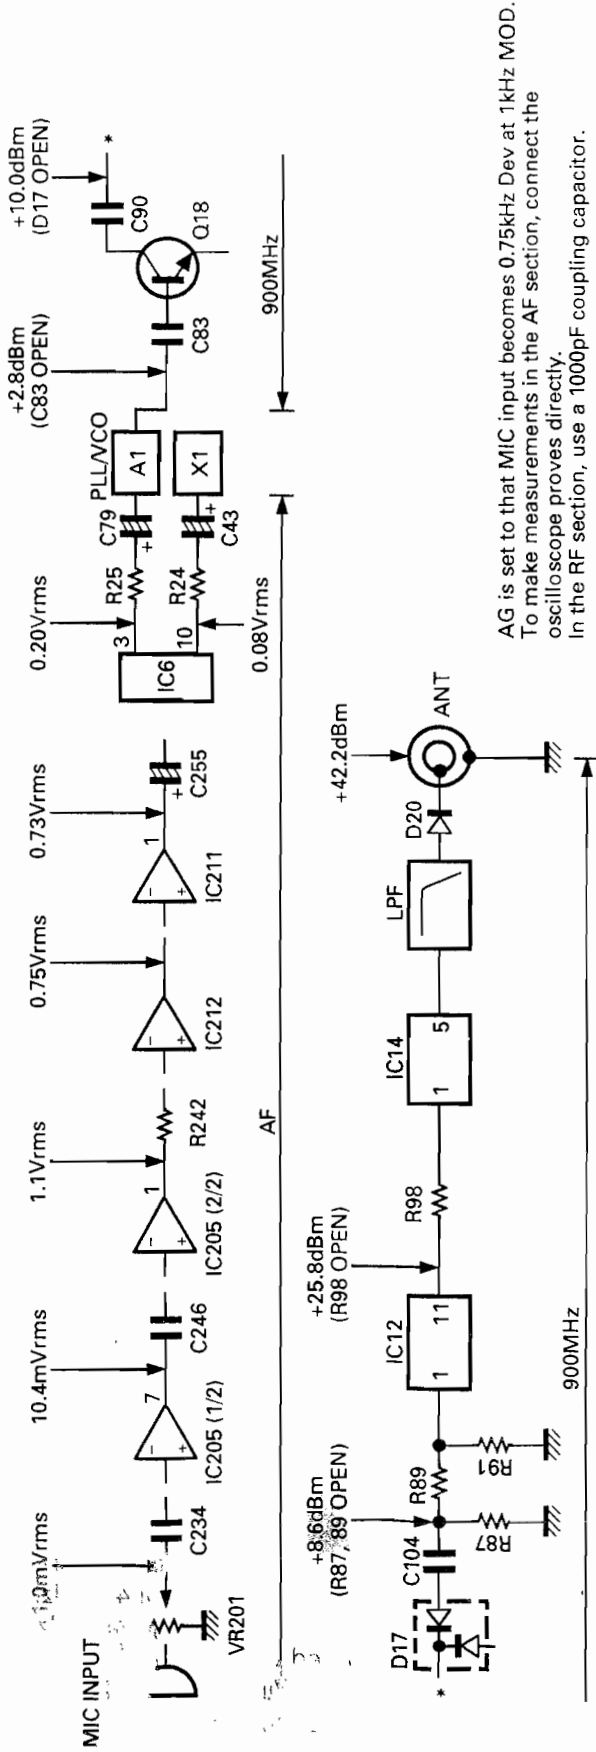 MIC INPUT
1.0mVrms
10.4mVrms
1.1Vrms
0.75Vrms
0.73Vrms
0.20Vrms
+2.8dBm
(C83 OPEN)
+10.0dBm
(D17 OPEN)
VR201
C234
7
IC205 (1/2)
C246
1
IC205 (2/2)
R242
IC212
1
IC211
C255
+
IC6
3
10
R25
R24
C79
+
C43
+
PLL/VCO
A1
X1
C83
Q18
C90
*
0.08Vrms
AF
900MHz
+8.6dBm
(R87, 89 OPEN)
+25.8dBm
(R98 OPEN)
+42.2dBm
*
D17
C104
R87
R89
R91
IC12
1
11
R98
IC14
1
5
LPF
D20
ANT
900MHz
AG is set to that MIC input becomes 0.75kHz Dev at 1kHz MOD.
To make measurements in the AF section, connect the
oscilloscope proves directly.
In the RF section, use a 1000pF coupling capacitor.